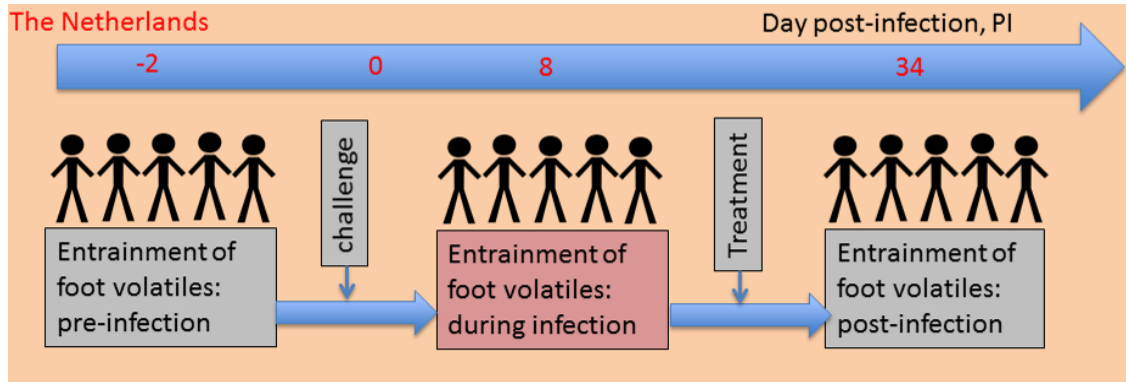 The Netherlands
Day post-infection, PI
-2
0
8
34
challenge
Treatment
Entrainment of
foot volatiles:
pre-infection
Entrainment of
foot volatiles:
during infection
Entrainment of
foot volatiles:
post-infection